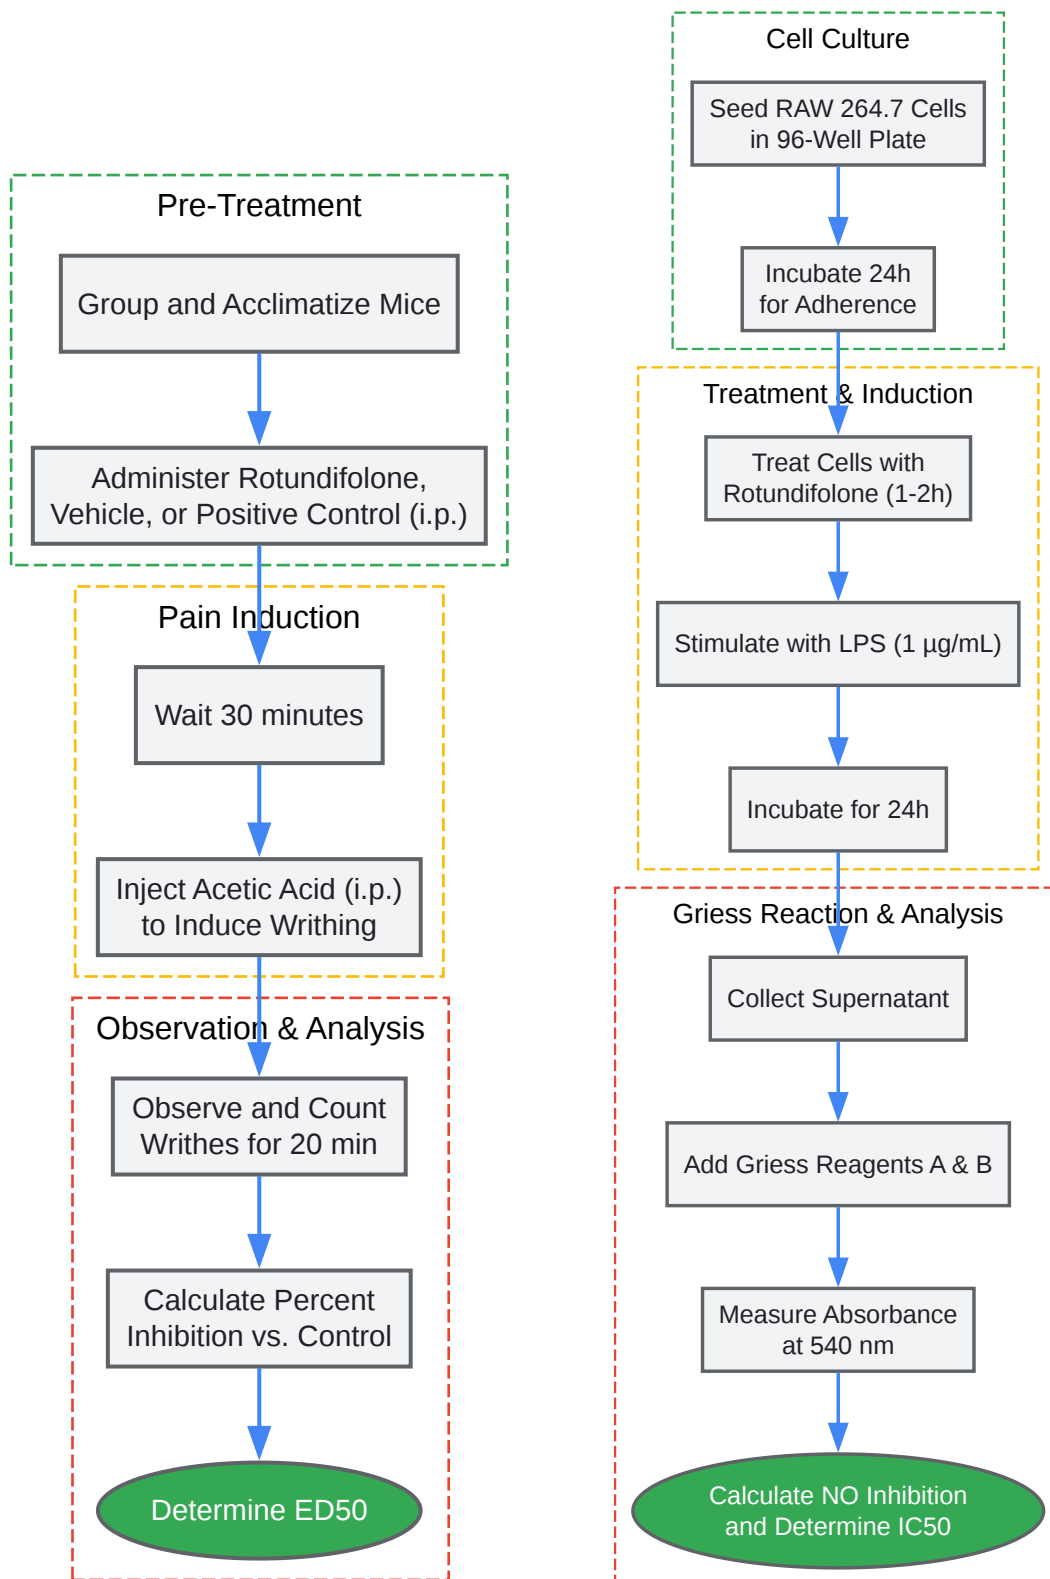 Pre-Treatment
Group and Acclimatize Mice
Administer Rotundifolone,
Vehicle, or Positive Control (i.p.)
Pain Induction
Wait 30 minutes
Inject Acetic Acid (i.p.)
to Induce Writhing
Observation & Analysis
Observe and Count
Writhes for 20 min
Calculate Percent
Inhibition vs. Control
Determine ED50
Cell Culture
Seed RAW 264.7 Cells
in 96-Well Plate
Incubate 24h
for Adherence
Treatment & Induction
Treat Cells with
Rotundifolone (1-2h)
Stimulate with LPS (1 µg/mL)
Incubate for 24h
Griess Reaction & Analysis
Collect Supernatant
Add Griess Reagents A & B
Measure Absorbance
at 540 nm
Calculate NO Inhibition
and Determine IC50